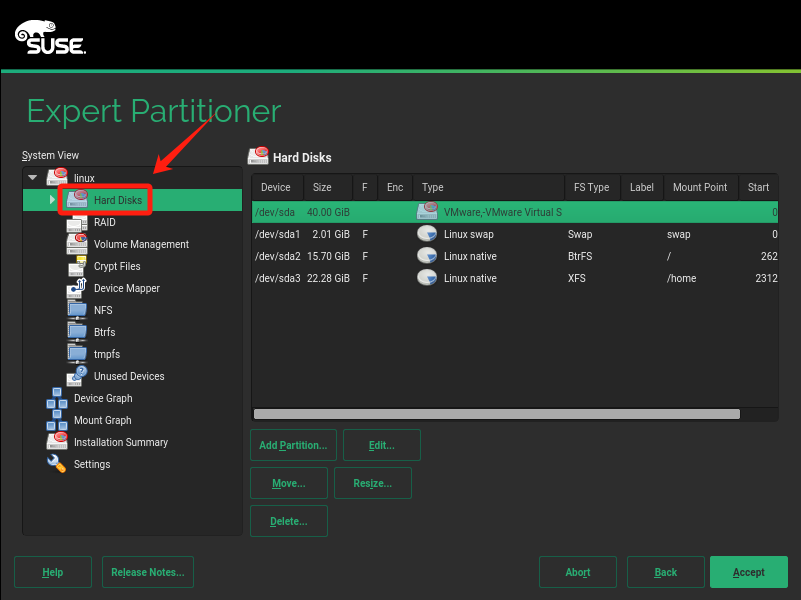 SUSE.
Expert Partitioner
System View
linux
Hard Disks
RAID
Volume Management
Crypt Files
Device Mapper
NFS
Btrfs
tmpfs
Unused Devices
Device Graph
Mount Graph
Installation Summary
Settings
Hard Disks
Device Size F Enc Type FS Type Label Mount Point Start
/dev/sda 40.00 GiB VMware,-VMware Virtual S 0
/dev/sda1 2.01 GiB F Linux swap Swap swap 0
/dev/sda2 15.70 GiB F Linux native BtrFS / 262
/dev/sda3 22.28 GiB F Linux native XFS /home 2312
Add Partition... Edit...
Move... Resize...
Delete...
Help Release Notes... Abort Back Accept